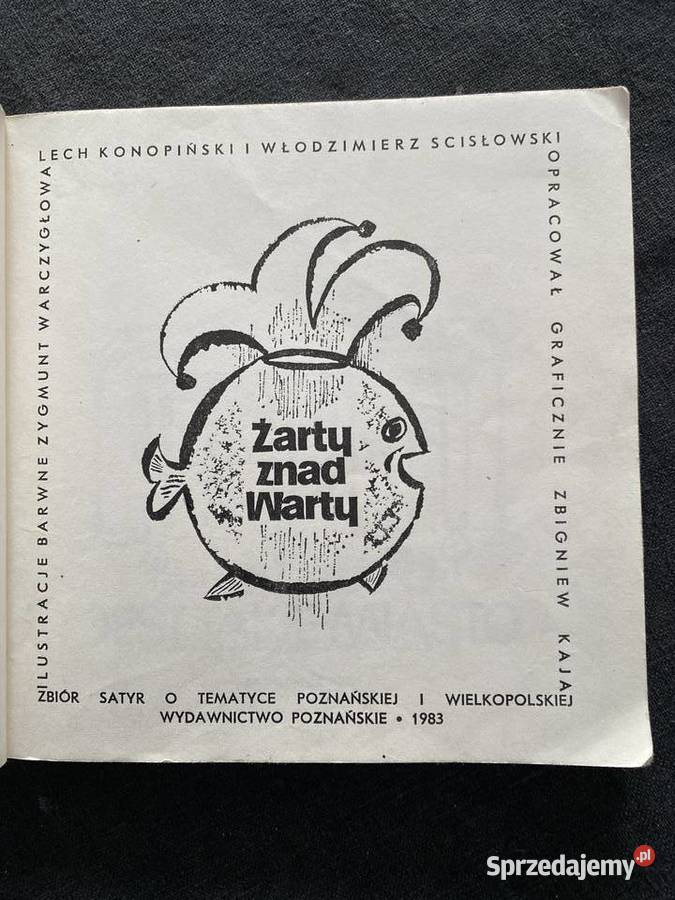 LECH KONOPIŃSKI I WŁODZIMIERZ SCISŁOWSKI
OPRACOWAŁ GRAFICZNIE ZBIGNIEW KAJA
ILUSTRACJE BARWNE ZYGMUNT WARCZYGŁOWA
Żarty
znad
Warty
ZBIÓR SATYR O TEMATYCE POZNAŃSKIEJ I WIELKOPOLSKIEJ
WYDAWNICTWO POZNAŃSKIE • 1983
Sprzedajemy.pl